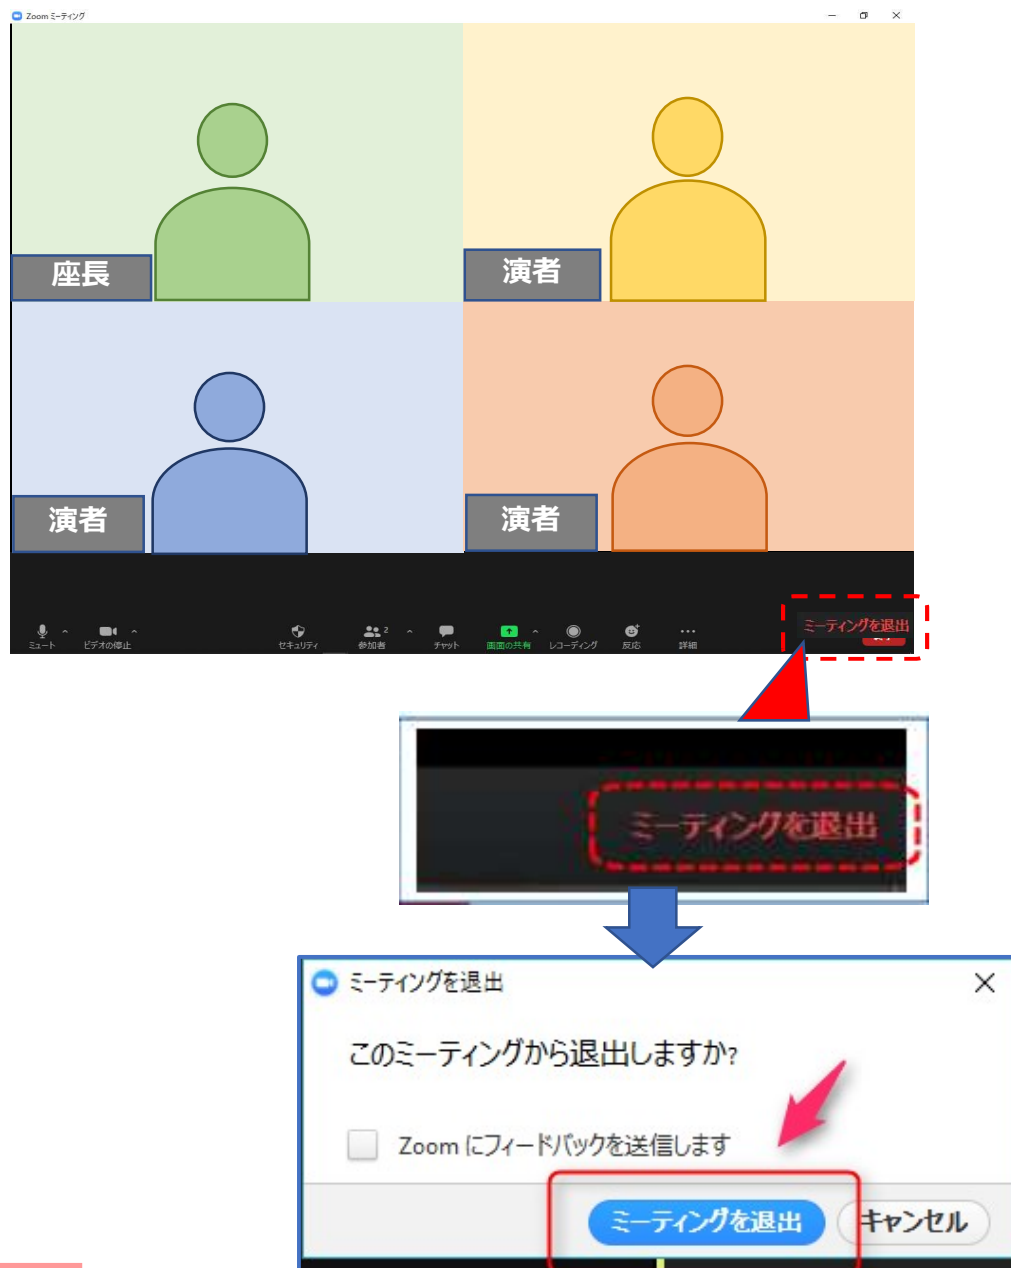 Zoom ミーティング
座長
演者
演者
演者
ミーティングを退出
2
ミュート
ビデオの停止
セキュリティ
参加者
チャット
画面の共有
レコーディング
反応
詳細
ミーティングを退出
ミーティングを退出
このミーティングから退出しますか?
Zoom にフィードバックを送信します
ミーティングを退出
キャンセル